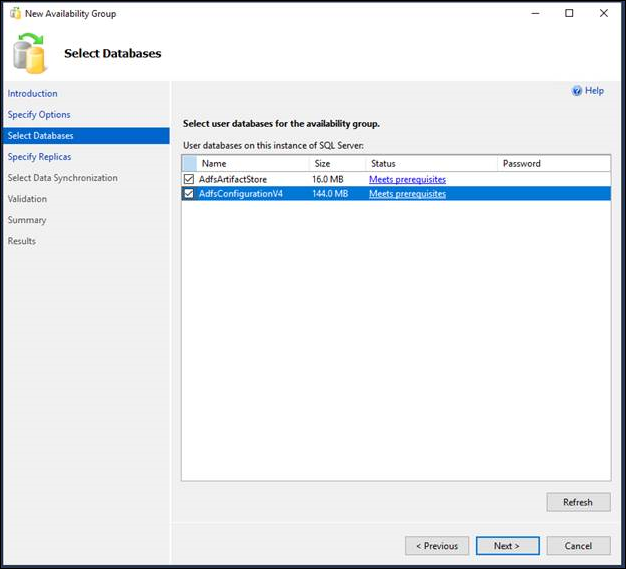 New Availability Group
Select Databases
Help
Introduction
Specify Options
Select Databases
Specify Replicas
Select Data Synchronization
Validation
Summary
Results
Select user databases for the availability group.
User databases on this instance of SQL Server:
Name Size Status Password
AdfsArtifactStore 16.0 MB Meets prerequisites
AdfsConfigurationV4 144.0 MB Meets prerequisites
Refresh
< Previous Next > Cancel